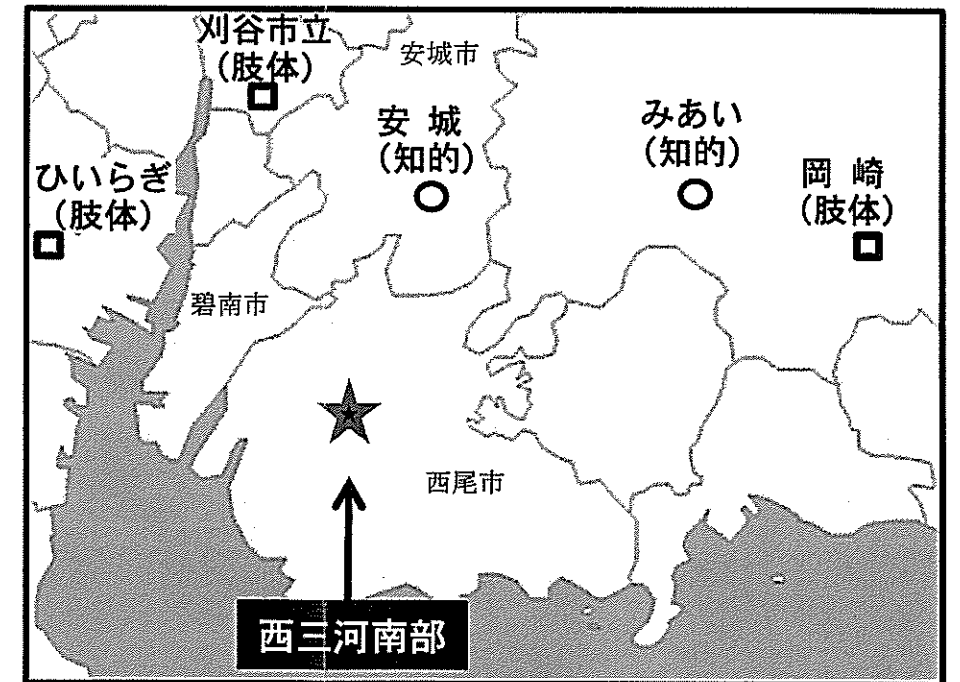 刈谷市立
(肢体)
安城市
安 城
(知的)
みあい
(知的)
ひいらぎ
(肢体)
岡 崎
(肢体)
碧南市
西尾市
西三河南部